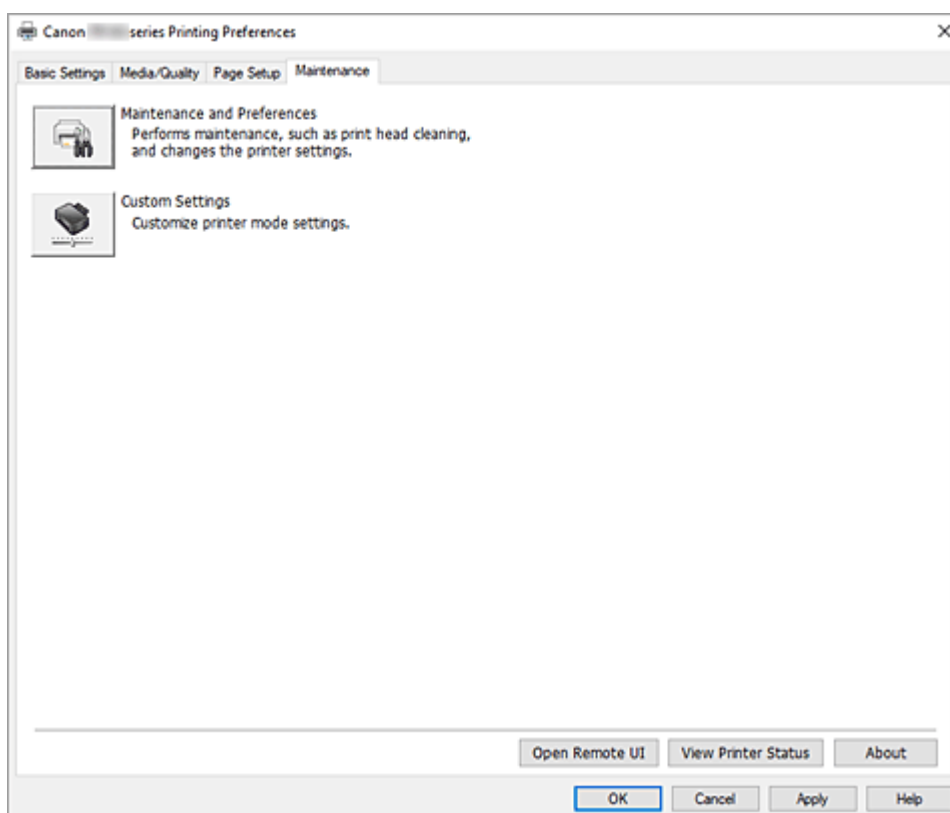 Canon series Printing Preferences
Basic Settings Media/Quality Page Setup Maintenance
Maintenance and Preferences
Performs maintenance, such as print head cleaning,
and changes the printer settings.
Custom Settings
Customize printer mode settings.
Open Remote UI View Printer Status About
OK Cancel Apply Help